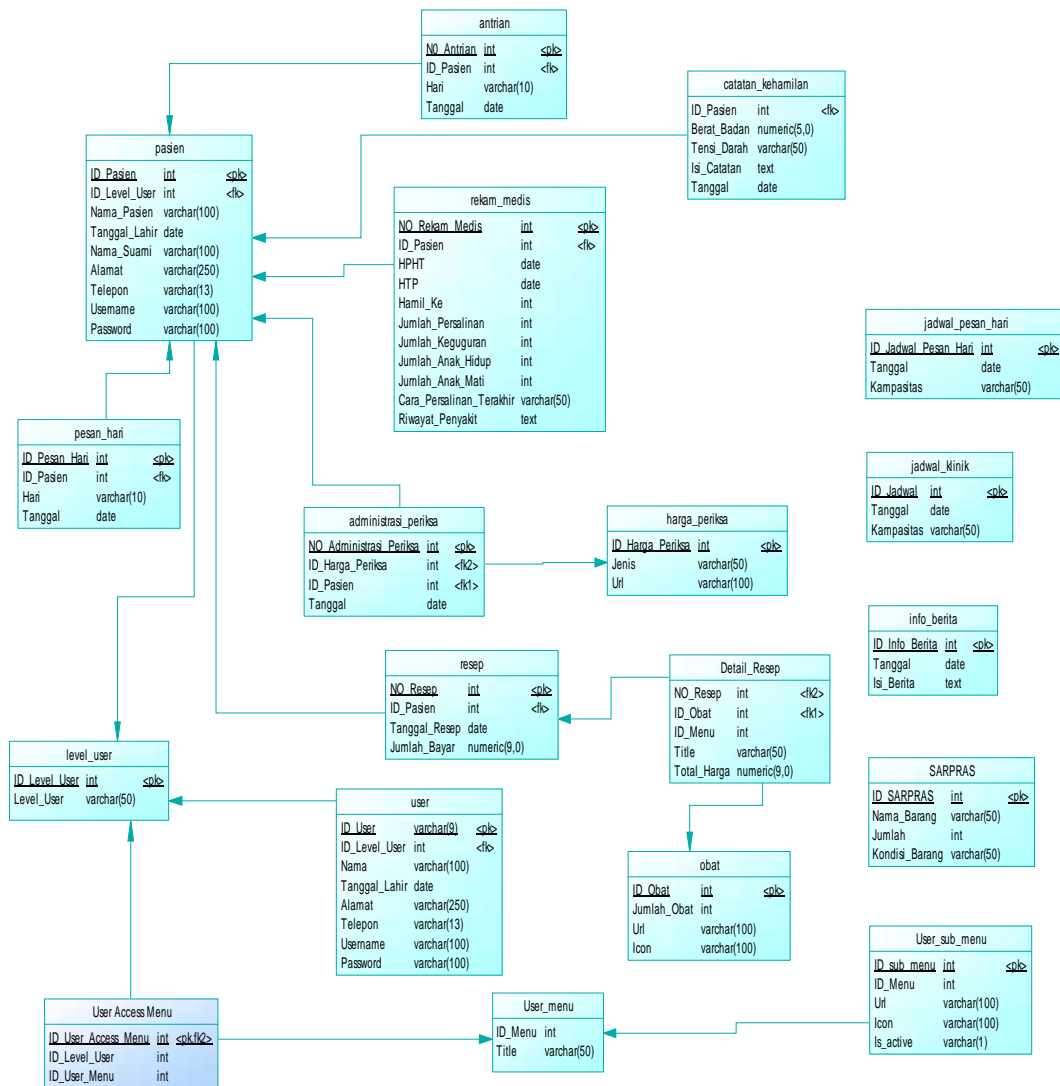 antrian
N0_Antrian int <pk>
ID_Pasien int <fk>
Hari varchar(10)
Tanggal date
catatan_kehamilan
ID_Pasien int <fk>
Berat_Badan numeric(5,0)
Tensi_Darah varchar(50)
Isi_Catatan text
Tanggal date
pasien
ID_Pasien int <pk>
ID_Level_User int <fk>
Nama_Pasien varchar(100)
Tanggal_Lahir date
Nama_Suami varchar(100)
Alamat varchar(250)
Telepon varchar(13)
Username varchar(100)
Password varchar(100)
rekam_medis
NO_Rekam_Medis int <pk>
ID_Pasien int <fk>
HPHT date
HTP date
Hamil_Ke int
Jumlah_Persalinan int
Jumlah_Keguguran int
Jumlah_Anak_Hidup int
Jumlah_Anak_Mati int
Cara_Persalinan_Terakhir varchar(50)
Riwayat_Penyakit text
jadwal_pesan_hari
ID_Jadwal_Pesan_Hari int <pk>
Tanggal date
Kampasitas varchar(50)
pesan_hari
ID_Pesan_Hari int <pk>
ID_Pasien int <fk>
Hari varchar(10)
Tanggal date
jadwal_klinik
ID_Jadwal int <pk>
Tanggal date
Kampasitas varchar(50)
administrasi_periksa
NO_Administrasi_Periksa int <pk>
ID_Harga_Periksa int <fk2>
ID_Pasien int <fk1>
Tanggal date
harga_periksa
ID_Harga_Periksa int <pk>
Jenis varchar(50)
Url varchar(100)
info_berita
ID_Info_Berita int <pk>
Tanggal date
Isi_Berita text
resep
NO_Resep int <pk>
ID_Pasien int <fk>
Tanggal_Resep date
Jumlah_Bayar numeric(9,0)
Detail_Resep
NO_Resep int <fk2>
ID_Obat int <fk1>
ID_Menu int
Title varchar(50)
Total_Harga numeric(9,0)
level_user
ID_Level_User int <pk>
Level_User varchar(50)
SARPRAS
ID_SARPRAS int <pk>
Nama_Barang varchar(50)
Jumlah int
Kondisi_Barang varchar(50)
user
ID_User varchar(9) <pk>
ID_Level_User int <fk>
Nama varchar(100)
Tanggal_Lahir date
Alamat varchar(250)
Telepon varchar(13)
Username varchar(100)
Password varchar(100)
obat
ID_Obat int <pk>
Jumlah_Obat int
Url varchar(100)
Icon varchar(100)
User_sub_menu
ID_sub_menu int <pk>
ID_Menu int
Url varchar(100)
Icon varchar(100)
Is_active varchar(1)
User Access Menu
ID_User_Access_Menu int <pk,fk2>
ID_Level_User int
ID_User_Menu int
User_menu
ID_Menu int
Title varchar(50)